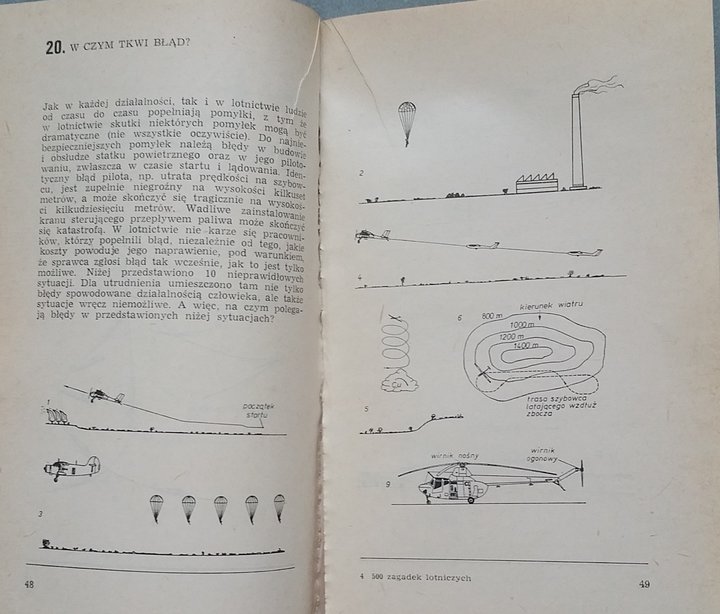 20. W CZYM TKWI BŁĄD?
Jak w każdej działalności, tak i w lotnictwie ludzie
od czasu do czasu popełniają pomyłki, z tym że
w lotnictwie skutki niektórych pomyłek mogą być
dramatyczne (nie wszystkie oczywiście). Do najnie-
bezpieczniejszych pomyłek należą błędy w budowie
i obsłudze statku powietrznego oraz w jego piloto-
waniu, zwłaszcza w czasie startu i lądowania. Iden-
tyczny błąd pilota, np. utrata prędkości na szybow-
cu, jest zupełnie niegroźny na wysokości kilkuset
metrów, a może skończyć się tragicznie na wysokoś-
ci kilkudziesięciu metrów. Wadliwe zainstalowanie
kranu sterującego przepływem paliwa może skończyć
się katastrofą. W lotnictwie nie karze się pracowni-
ków, którzy popełnili błąd, niezależnie od tego, jakie
koszty powoduje jego naprawienie, pod warunkiem,
że sprawca zgłosi błąd tak wcześnie, jak to jest tylko
możliwe. Niżej przedstawiono 10 nieprawidłowych
sytuacji. Dla utrudnienia umieszczono tam nie tylko
błędy spowodowane działalnością człowieka, ale także
sytuacje wręcz niemożliwe. A więc, na czym polega-
ją błędy w przedstawionych niżej sytuacjach?
1
początek
startu
3
48
2
4
5
Cu
6
kierunek wiatru
600 m
1000 m
1200 m
1400 m
trasa szybowca
latającego wzdłuż
zbocza
9
wirnik nośny
wirnik
ogonowy
4 500 zagadek lotniczych
49